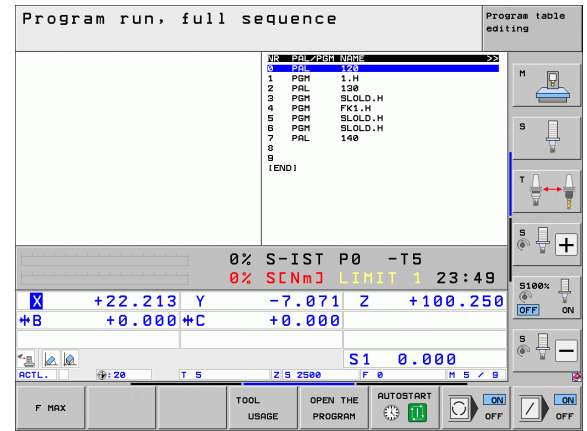 Program run, full sequence
Program table
editing
NR PAL/PGM NAME >>
0 PAL 120
1 PGM 1.H
2 PAL 130
3 PGM SLOLD.H
4 PGM FK1.H
5 PGM SLOLD.H
6 PGM SLOLD.H
7 PAL 140
8
9
[END]
M
S
T
S
S100%
OFF ON
S
0% S-IST P0 -T5
0% S[Nm] LIMIT 1 23:49
X +22.213 Y -7.071 Z +100.250
B +0.000 C +0.000
S1 0.000
ACTL. :20 T 5 Z S 2500 F 0 M 5 / 9
F MAX
TOOL
USAGE
OPEN THE
PROGRAM
AUTOSTART
ON
OFF
ON
OFF